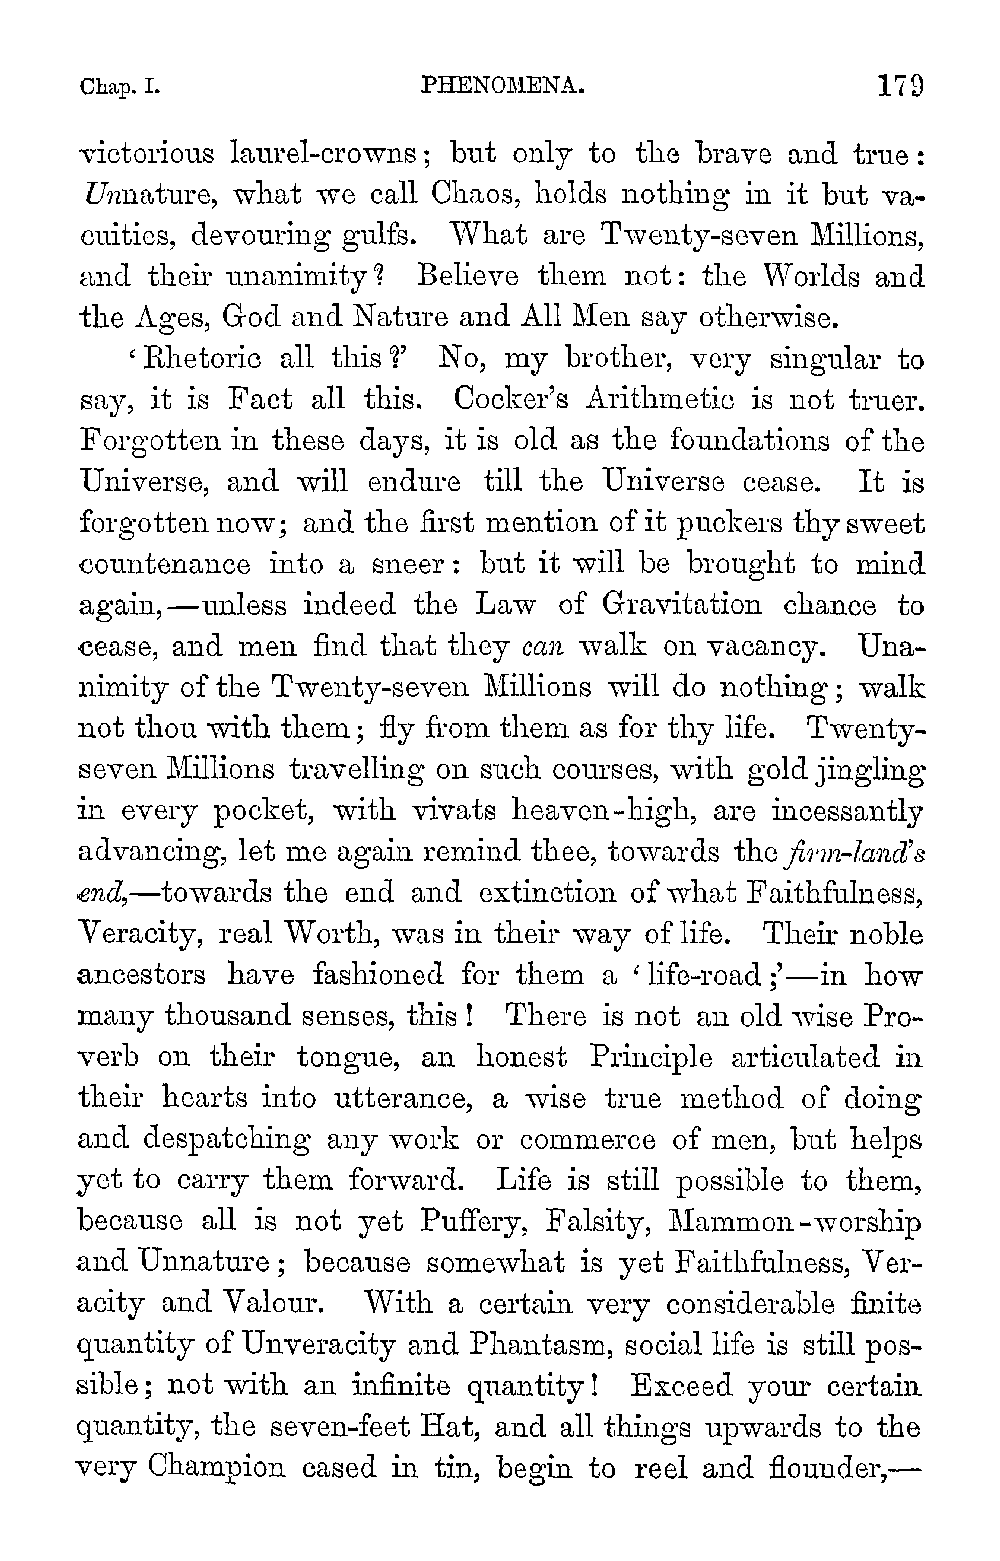 Chap. I. PHENOMENA. 179
victorious laurel-crowns; but only to the brave and true:
Unnature, what we call Chaos, holds nothing in it but va-
cuities, devouring gulfs. What are Twenty-seven Millions,
and their unanimity? Believe them not: the Worlds and
the Ages, God and Nature and All Men say otherwise.
‘Rhetoric all this?’ No, my brother, very singular to
say, it is Fact all this. Cocker’s Arithmetic is not truer.
Forgotten in these days, it is old as the foundations of the
Universe, and will endure till the Universe cease. It is
forgotten now; and the first mention of it puckers thy sweet
countenance into a sneer: but it will be brought to mind
again,—unless indeed the Law of Gravitation chance to
cease, and men find that they can walk on vacancy. Una-
nimity of the Twenty-seven Millions will do nothing; walk
not thou with them; fly from them as for thy life. Twenty-
seven Millions travelling on such courses, with gold jingling
in every pocket, with vivats heaven-high, are incessantly
advancing, let me again remind thee, towards the firm-land’s
end,—towards the end and extinction of what Faithfulness,
Veracity, real Worth, was in their way of life. Their noble
ancestors have fashioned for them a ‘life-road;’—in how
many thousand senses, this! There is not an old wise Pro-
verb on their tongue, an honest Principle articulated in
their hearts into utterance, a wise true method of doing
and despatching any work or commerce of men, but helps
yet to carry them forward. Life is still possible to them,
because all is not yet Puffery, Falsity, Mammon-worship
and Unnature; because somewhat is yet Faithfulness, Ver-
acity and Valour. With a certain very considerable finite
quantity of Unveracity and Phantasm, social life is still pos-
sible; not with an infinite quantity! Exceed your certain
quantity, the seven-feet Hat, and all things upwards to the
very Champion cased in tin, begin to reel and flounder,—